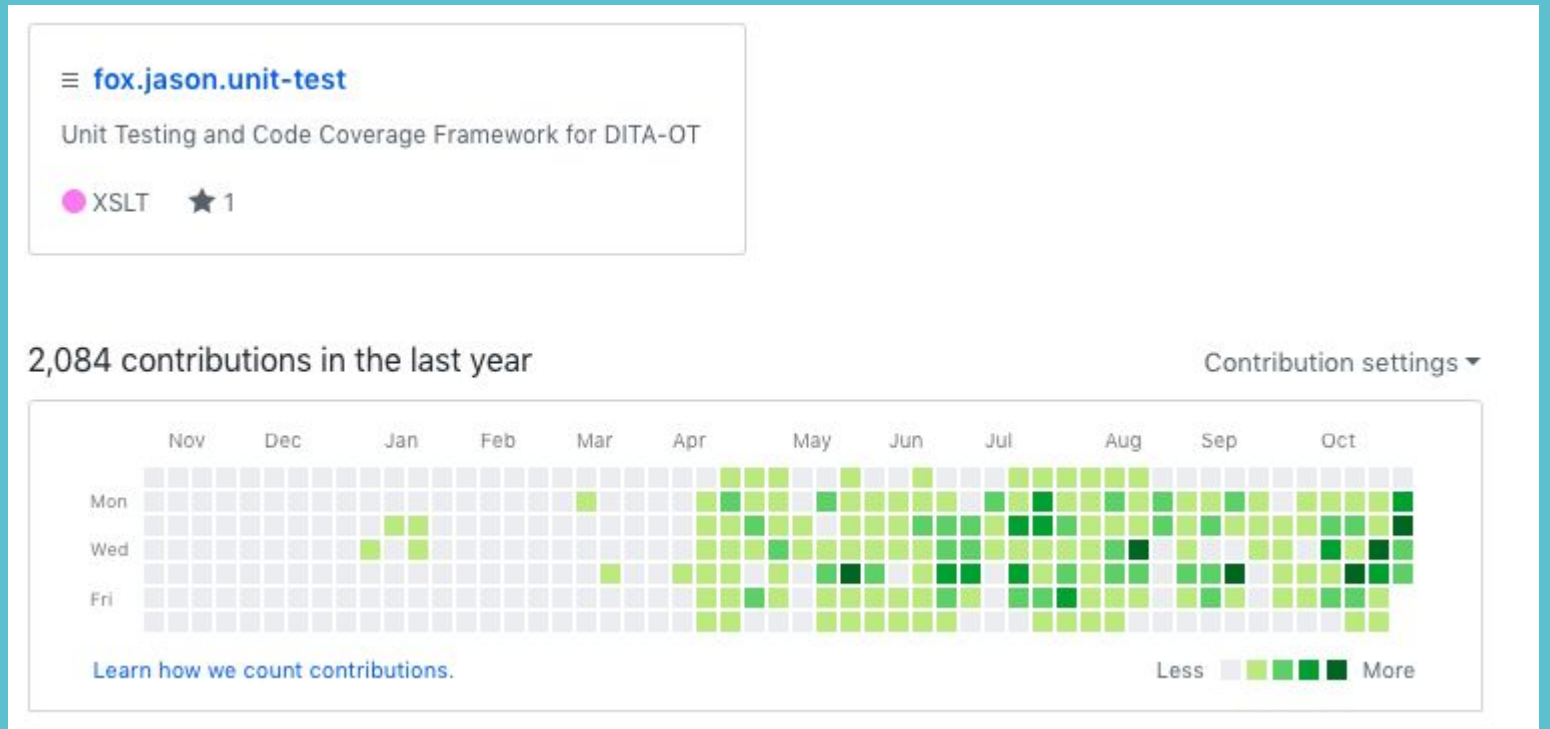 fox.jason.unit-test
Unit Testing and Code Coverage Framework for DITA-OT
XSLT 1
2,084 contributions in the last year
Contribution settings
Nov Dec Jan Feb Mar Apr May Jun Jul Aug Sep Oct
Mon
Wed
Fri
Learn how we count contributions.
Less More